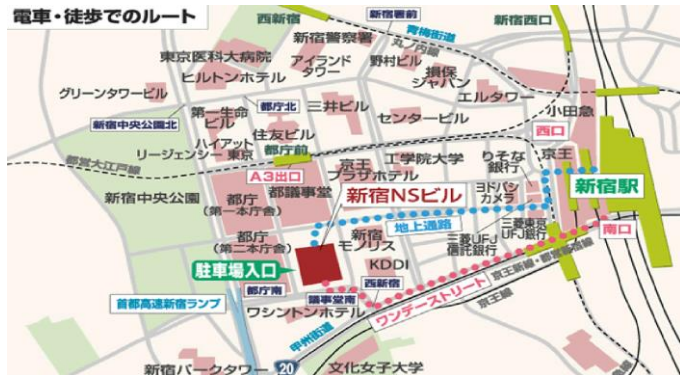 電車・徒歩でのルート
西新宿
新宿署前
新宿西口
青梅街道
丸ノ内線
新宿警察署
東京医科大病院
アイランド
タワー
野村ビル
損保
ジャパン
ヒルトンホテル
グリーンタワービル
エルタワー
小田急
都庁北
三井ビル
センタービル
第一生命
ビル
新宿中央公園北
住友ビル
西口
ハイアット
リージェンシー 東京
都庁前
都営大江戸線
A3出口
京王
プラザホテル
工学院大学
りそな
銀行
京王
新宿駅
新宿中央公園
都庁
(第一本庁舎)
都議事堂
新宿NSビル
ヨドバシ
カメラ
地上通路
南口
都庁
(第二本庁舎)
新宿
モノリス
三菱UFJ
信託銀行
三菱東京
UFJ銀行
駐車場入口
KDDI
京王新線・都営新宿線
都庁南
西新宿
ワンデーストリート
京王線
首都高速新宿ランプ
議事堂南
ワシントンホテル
甲州街道
新宿パークタワー
20
文化女子大学